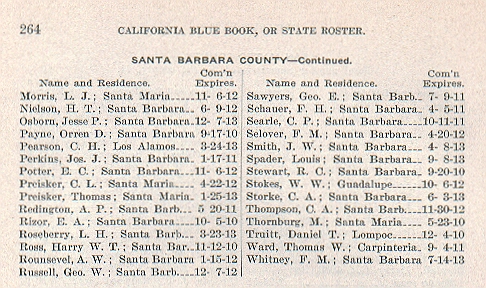 264 CALIFORNIA BLUE BOOK, OR STATE ROSTER.
SANTA BARBARA COUNTY—Continued.
Name and Residence. Com'n Expires.
Morris, L. J.; Santa Maria 11- 6-12
Nielson, H. T.; Santa Barbara 6- 9-12
Osborn, Jesse P.; Santa Barbara 12- 7-13
Payne, Orren D.; Santa Barbara 9-17-10
Pearson, C. H.; Los Alamos 3-24-13
Perkins, Jos. J.; Santa Barbara 1-17-11
Potter, E. C.; Santa Barbara 11- 6-12
Preisker, C. L.; Santa Maria 4-22-12
Preisker, Thomas; Santa Maria 1-25-13
Redington, A. P.; Santa Barb. 5 20-11
Rizor, E. A.; Santa Barbara 10- 5-10
Roseberry, L. H.; Santa Barb. 3-23-13
Ross, Harry W. T.; Santa Bar. 11-12-10
Rounsevel, A. W.; Santa Barbara 1-15-12
Russell, Geo. W.; Santa Barb. 12- 7-12
Name and Residence. Com'n Expires.
Sawyers, Geo. E.; Santa Barb. 7- 9-11
Schauer, F. H.; Santa Barbara 4- 5-11
Searle, C. P.; Santa Barbara 10-11-11
Selover, F. M.; Santa Barbara 4-20-12
Smith, J. W.; Santa Barbara 4- 8-13
Spader, Louis; Santa Barbara 9- 8-13
Stewart, R. C.; Santa Barbara 9-20-10
Stokes, W. W.; Guadalupe 10- 6-12
Storke, C. A.; Santa Barbara 6- 3-13
Thompson, C. A.; Santa Barb. 11-30-12
Thornburg, M.; Santa Maria 5-23-10
Truitt, Daniel T.; Lompoc 12- 4-10
Ward, Thomas W.; Carpinteria 9- 4-11
Whitney, F. M.; Santa Barbara 7-14-13